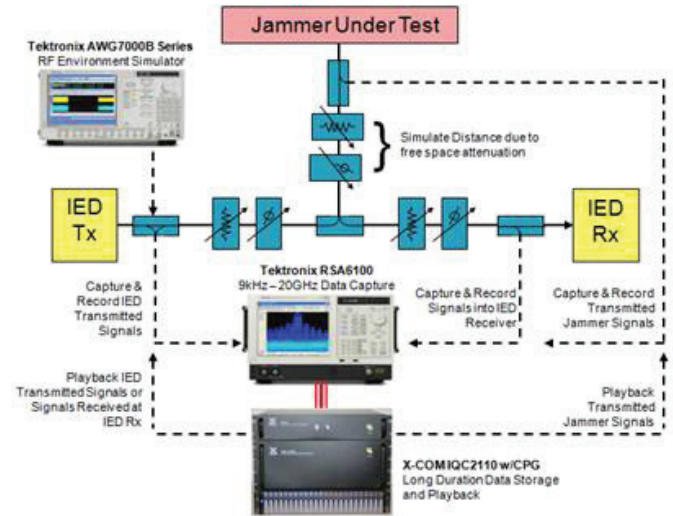 Jammer Under Test
Tektronix AWG7000B Series
RF Environment Simulator
Simulate Distance due to
free space attenuation
IED
Tx
IED
Rx
Tektronix RSA6100
9kHz – 20GHz Data Capture
Capture &
Record IED
Transmitted
Signals
Capture & Record
Signals into IED
Receiver
Capture & Record
Transmitted
Jammer Signals
Playback IED
Transmitted Signals or
Signals Received at
IED Rx
Playback
Transmitted
Jammer Signals
X-COM IQC2110 w/CPG
Long Duration Data Storage
and Playback